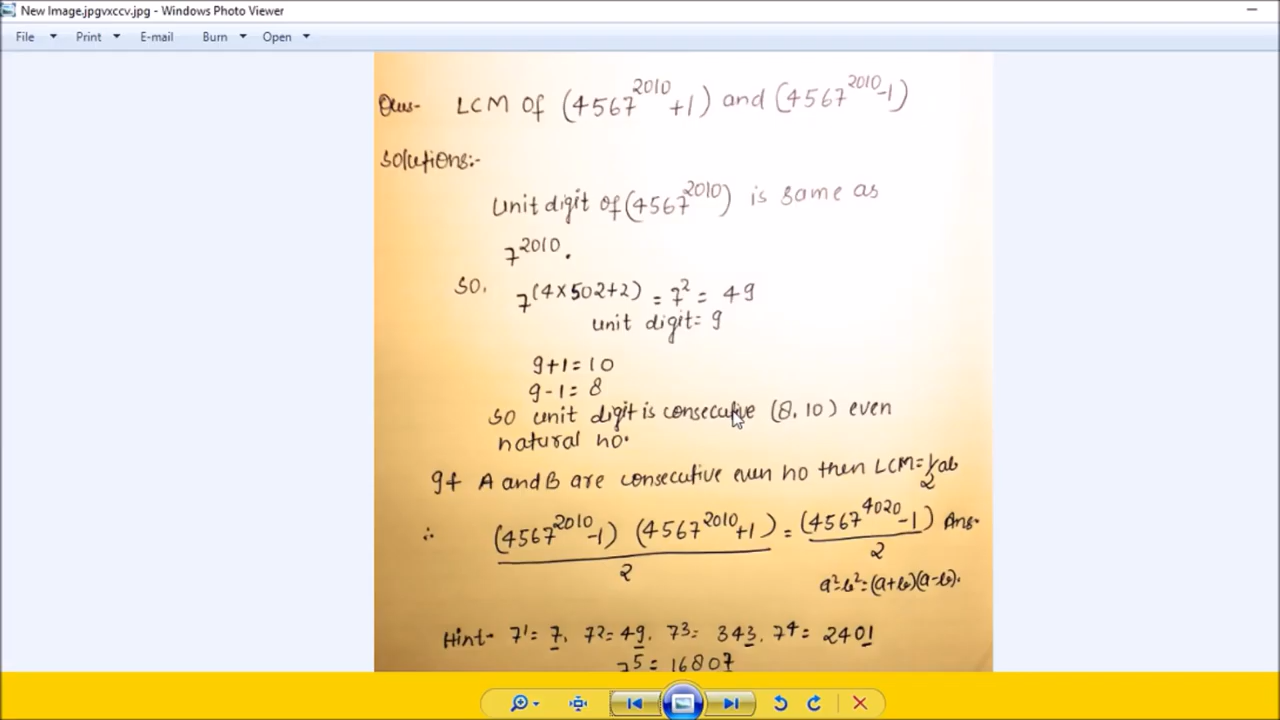 New Image.jpgvxccv.jpg - Windows Photo Viewer
File Print E-mail Burn Open
Ques- LCM of (4567^2010+1) and (4567^2010-1)
Solutions:-
Unit digit of (4567^2010) is same as
7^2010.
So. 7^(4×502+2) = 7^2 = 49
unit digit= 9
9+1=10
9-1= 8
So unit digit is consecutive (8,10) even
natural no.
If A and B are consecutive even no then LCM=1/2 ab
∴ (4567^2010-1) (4567^2010+1) / 2 = (4567^4020-1) / 2 Ans-
a²-b²=(a+b)(a-b).
Hint- 7^1= 7, 7^2=49, 7^3= 343, 7^4= 2401
7^5= 16807